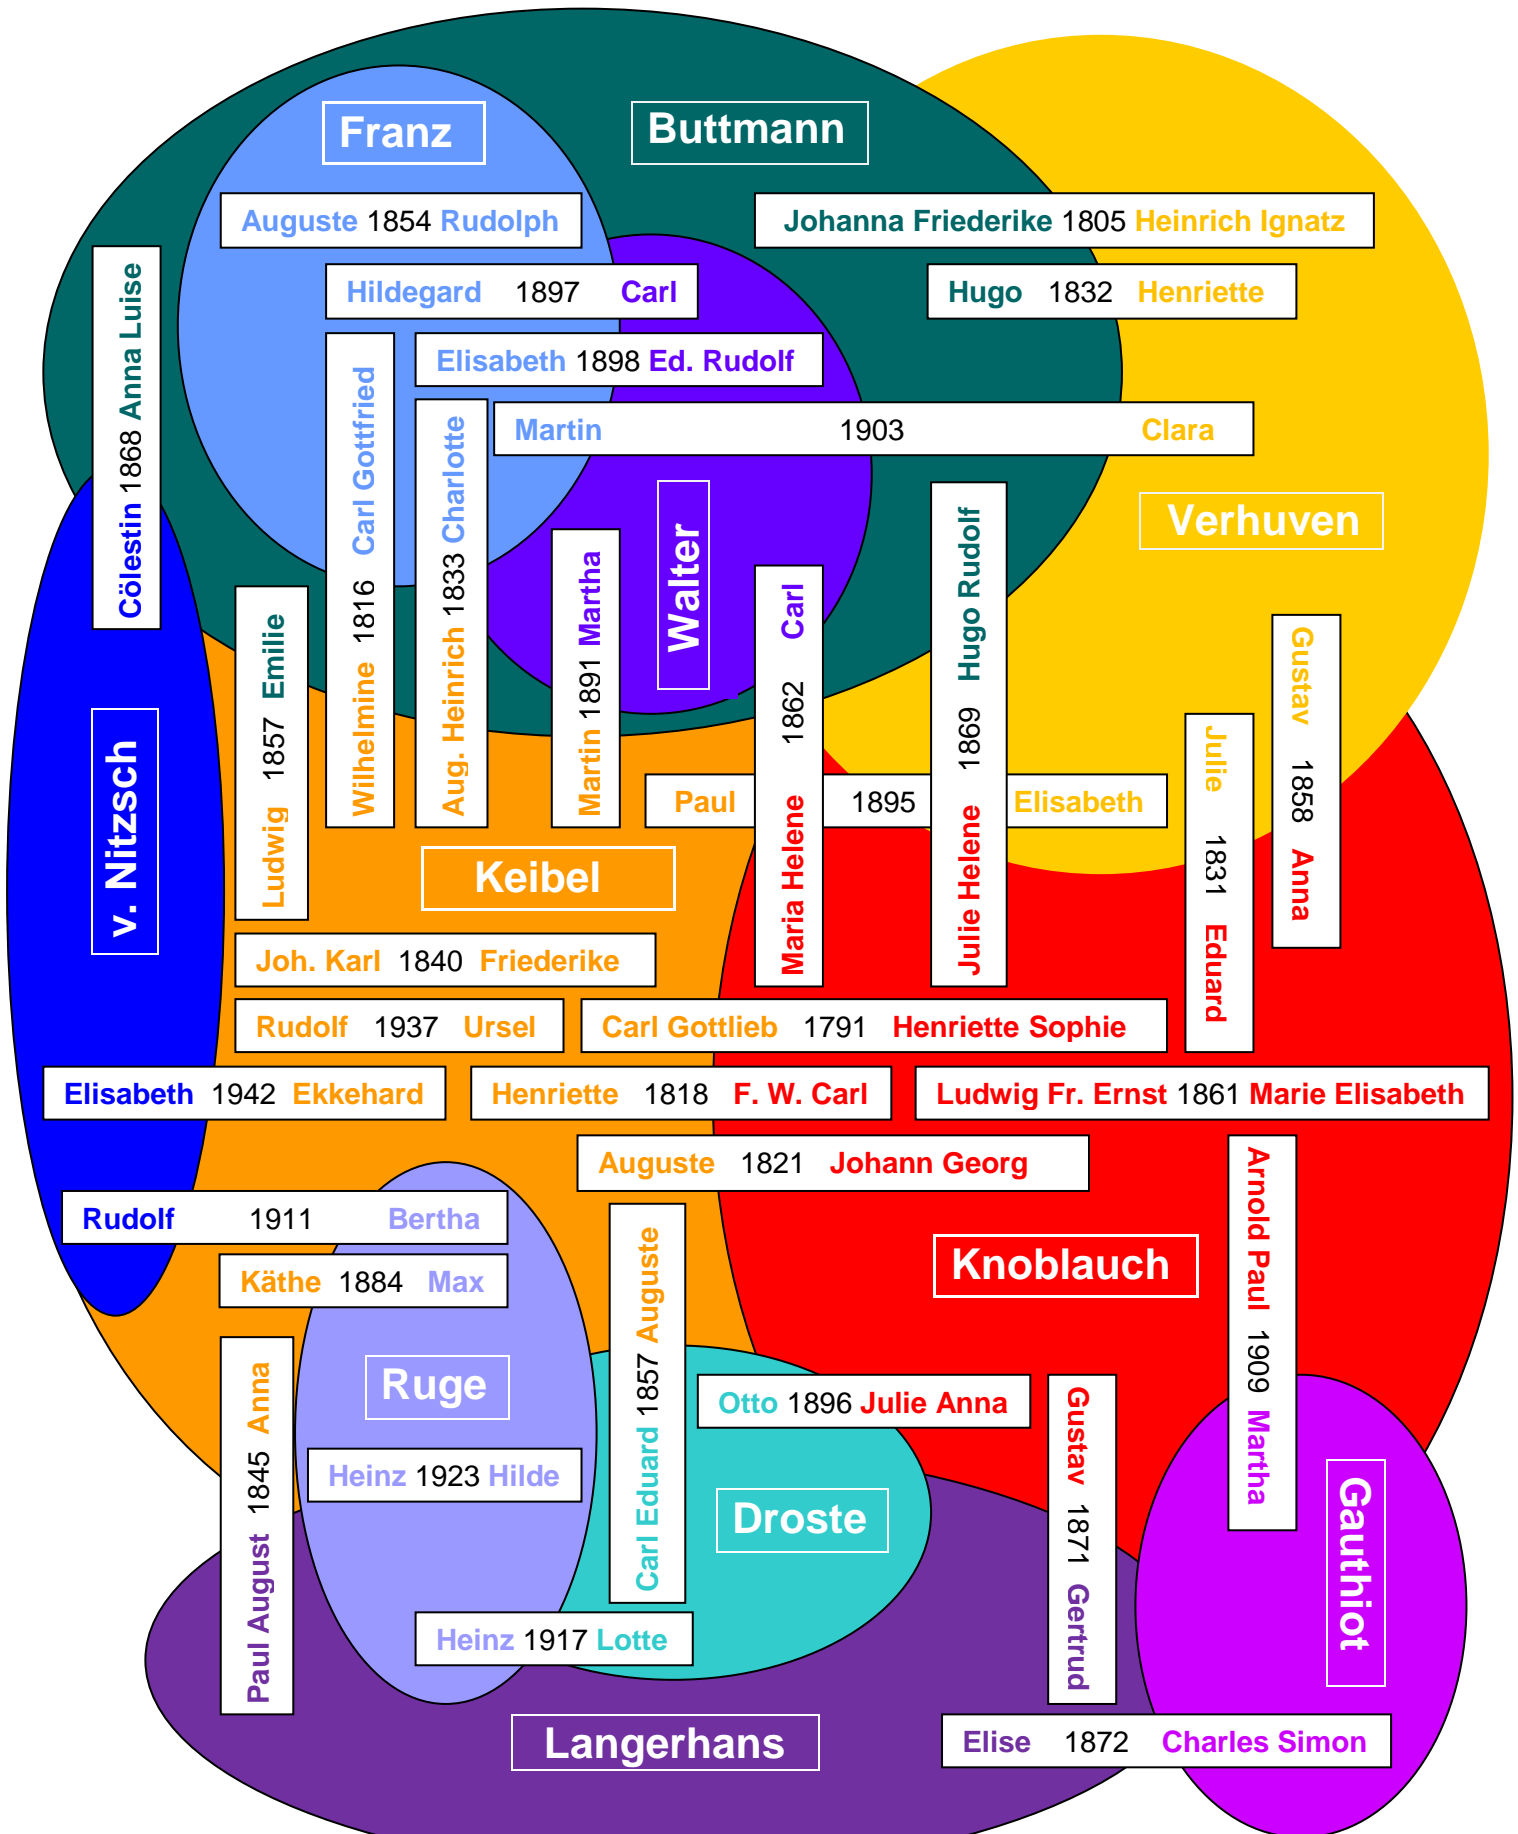 Franz
Buttmann
Auguste 1854 Rudolph
Johanna Friederike 1805 Heinrich Ignatz
Cölestin 1868 Anna Luise
Hildegard 1897 Carl
Hugo 1832 Henriette
Wilhelmine 1816 Carl Gottfried
Elisabeth 1898 Ed. Rudolf
Aug. Heinrich 1833 Charlotte
Martin 1903 Clara
Walter
Verhuven
Martin 1891 Martha
Maria Helene 1862 Carl
Julie Helene 1869 Hugo Rudolf
Ludwig 1857 Emilie
Gustav 1858 Anna
Julie 1831 Eduard
v. Nitzsch
Paul 1895 Elisabeth
Keibel
Joh. Karl 1840 Friederike
Rudolf 1937 Ursel
Carl Gottlieb 1791 Henriette Sophie
Elisabeth 1942 Ekkehard
Henriette 1818 F. W. Carl
Ludwig Fr. Ernst 1861 Marie Elisabeth
Auguste 1821 Johann Georg
Arnold Paul 1909 Martha
Rudolf 1911 Bertha
Carl Eduard 1857 Auguste
Knoblauch
Käthe 1884 Max
Paul August 1845 Anna
Ruge
Otto 1896 Julie Anna
Gustav 1871 Gertrud
Heinz 1923 Hilde
Droste
Gauthiot
Heinz 1917 Lotte
Langerhans
Elise 1872 Charles Simon